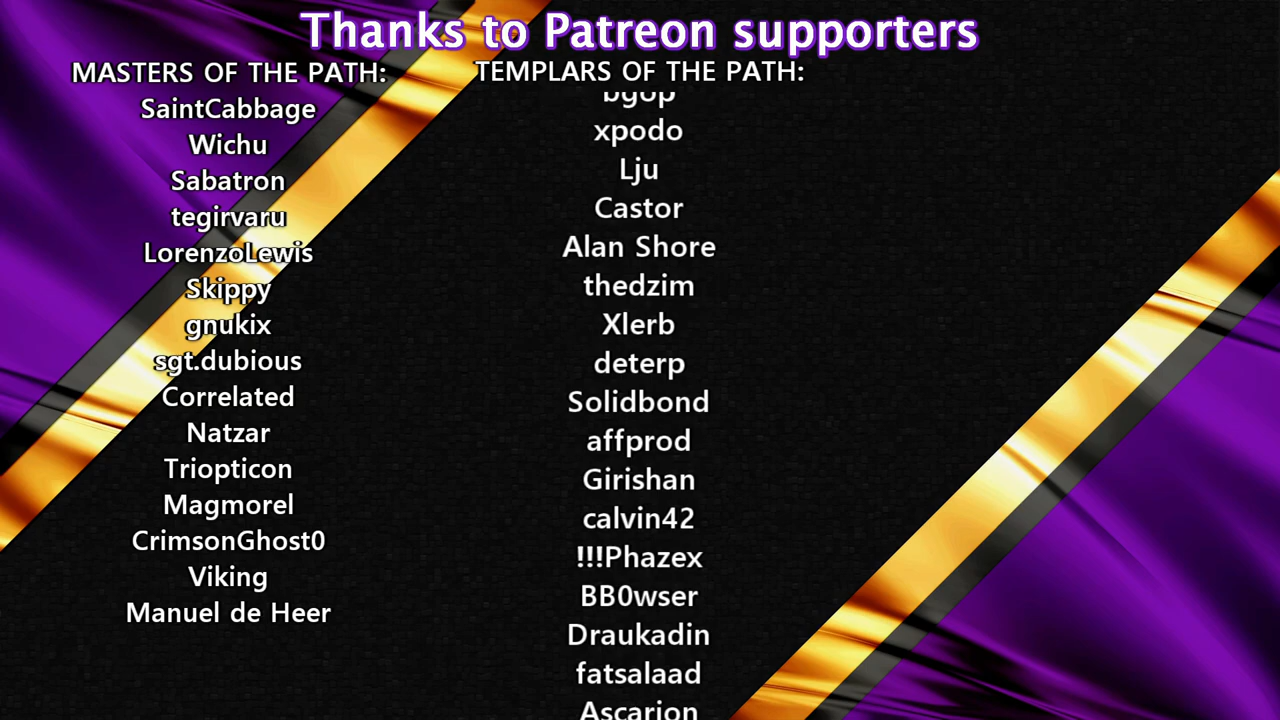 Thanks to Patreon supporters
MASTERS OF THE PATH:
SaintCabbage
Wichu
Sabatron
tegirvaru
LorenzoLewis
Skippy
gnukix
sgt.dubious
Correlated
Natzar
Triopticon
Magmorel
CrimsonGhost0
Viking
Manuel de Heer
TEMPLARS OF THE PATH:
xpodo
Lju
Castor
Alan Shore
thedzim
Xlerb
deterp
Solidbond
affprod
Girishan
calvin42
!!!Phazex
BB0wser
Draukadin
fatsalaad
Ascarion